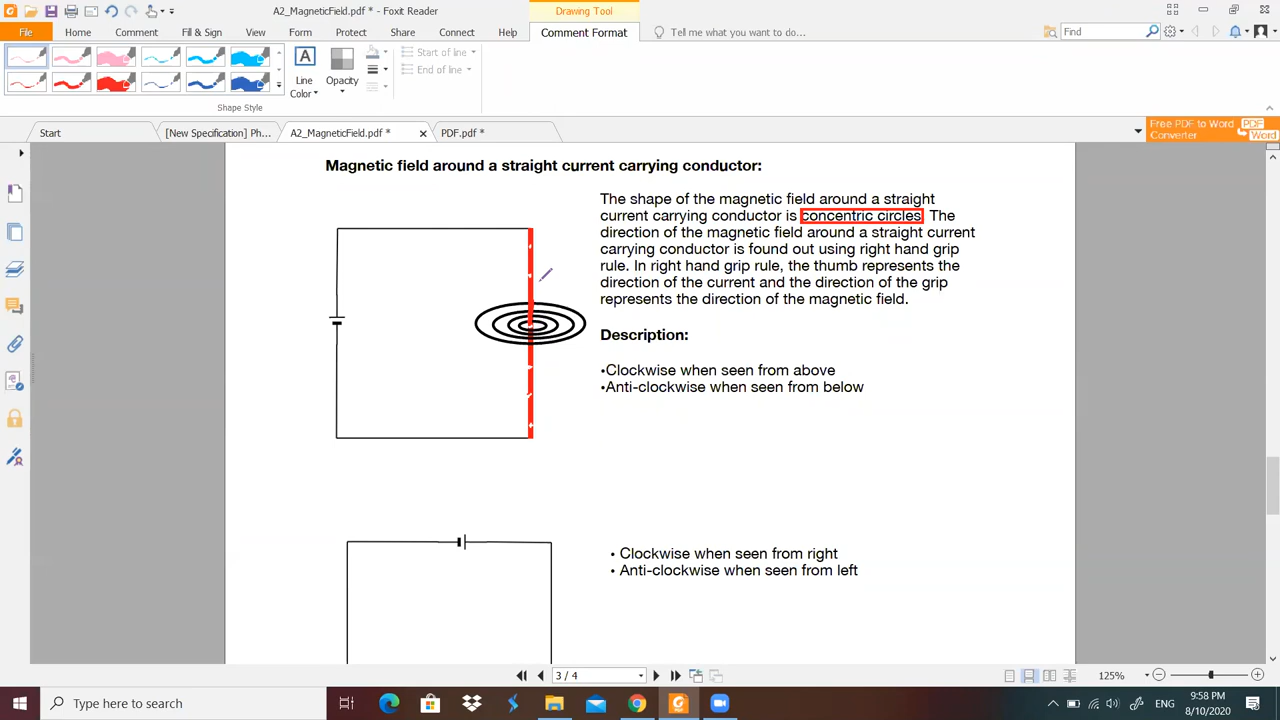 A2_MagneticField.pdf * - Foxit Reader
Drawing Tool
File Home Comment Fill & Sign View Form Protect Share Connect Help Comment Format Tell me what you want to do... Find
Line Color
Opacity
Start of line
End of line
Shape Style
Start
[New Specification] Ph...
A2_MagneticField.pdf *
PDF.pdf *
Free PDF to Word Converter
PDF
Word
Magnetic field around a straight current carrying conductor:
The shape of the magnetic field around a straight
current carrying conductor is concentric circles. The
direction of the magnetic field around a straight current
carrying conductor is found out using right hand grip
rule. In right hand grip rule, the thumb represents the
direction of the current and the direction of the grip
represents the direction of the magnetic field.
Description:
•Clockwise when seen from above
•Anti-clockwise when seen from below
• Clockwise when seen from right
• Anti-clockwise when seen from left
3 / 4
125%
Type here to search
ENG
9:58 PM
8/10/2020